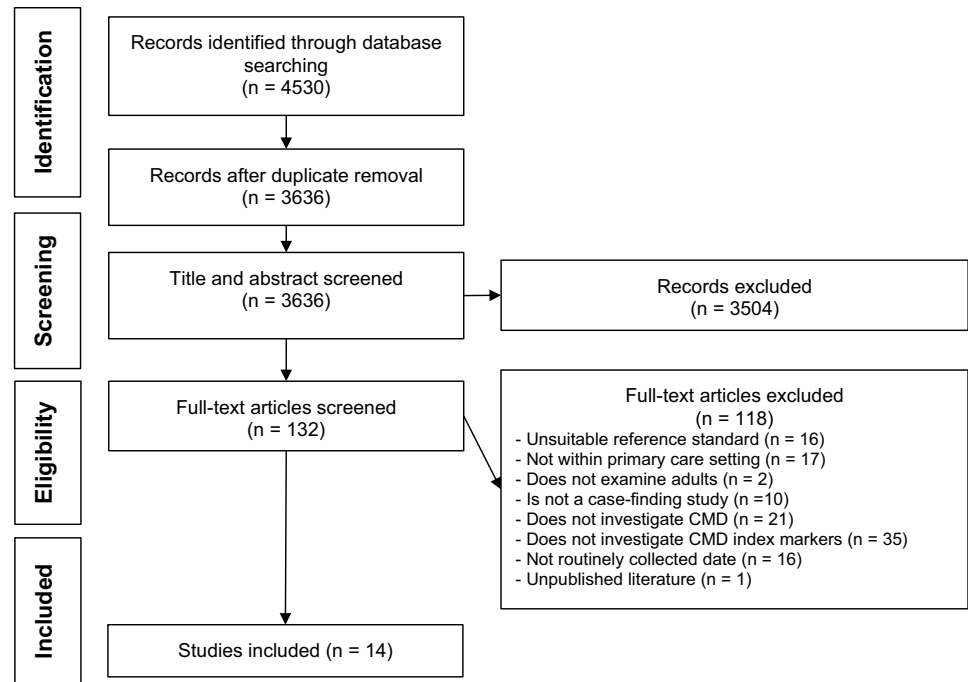 Identification
Records identified through database
searching
(n = 4530)
Records after duplicate removal
(n = 3636)
Screening
Title and abstract screened
(n = 3636)
Records excluded
(n = 3504)
Eligibility
Full-text articles screened
(n = 132)
Full-text articles excluded
(n = 118)
- Unsuitable reference standard (n = 16)
- Not within primary care setting (n = 17)
- Does not examine adults (n = 2)
- Is not a case-finding study (n =10)
- Does not investigate CMD (n = 21)
- Does not investigate CMD index markers (n = 35)
- Not routinely collected date (n = 16)
- Unpublished literature (n = 1)
Included
Studies included (n = 14)